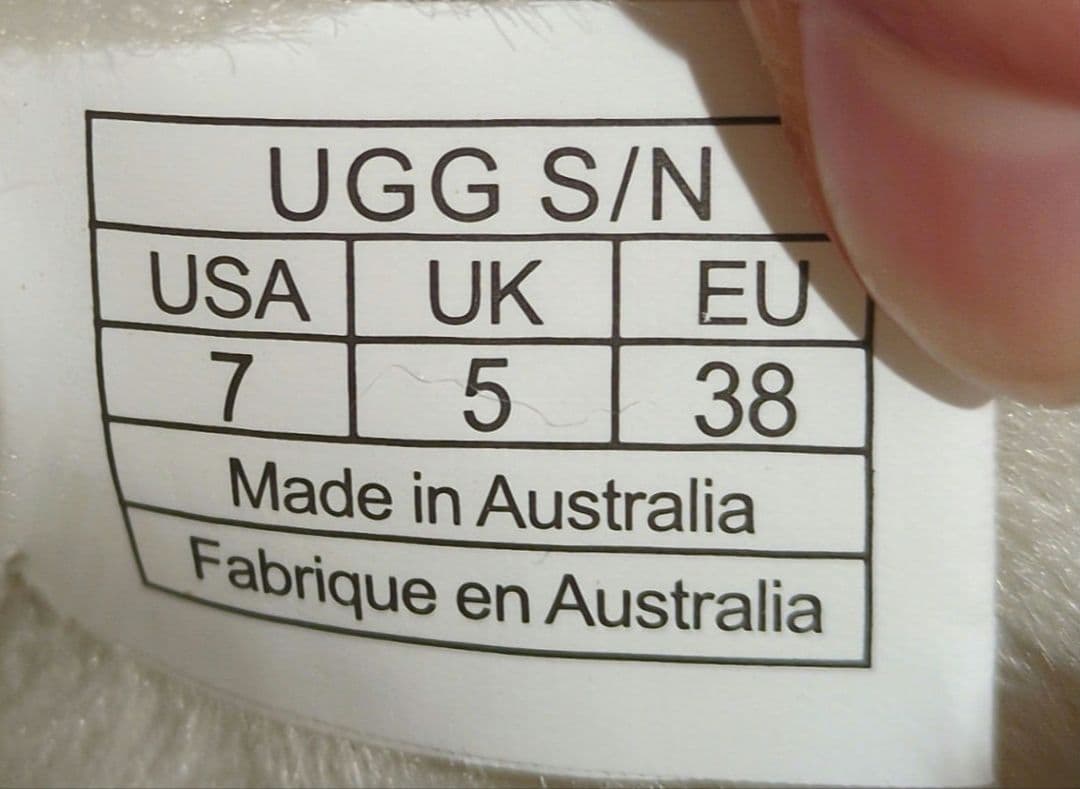 UGG S/N
USA UK EU
7 5 38
Made in Australia
Fabrique en Australia